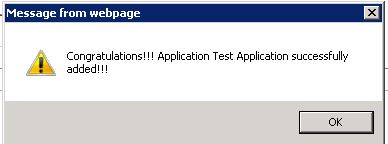 Message from webpage
Congratulations!!! Application Test Application successfully
added!!!
OK